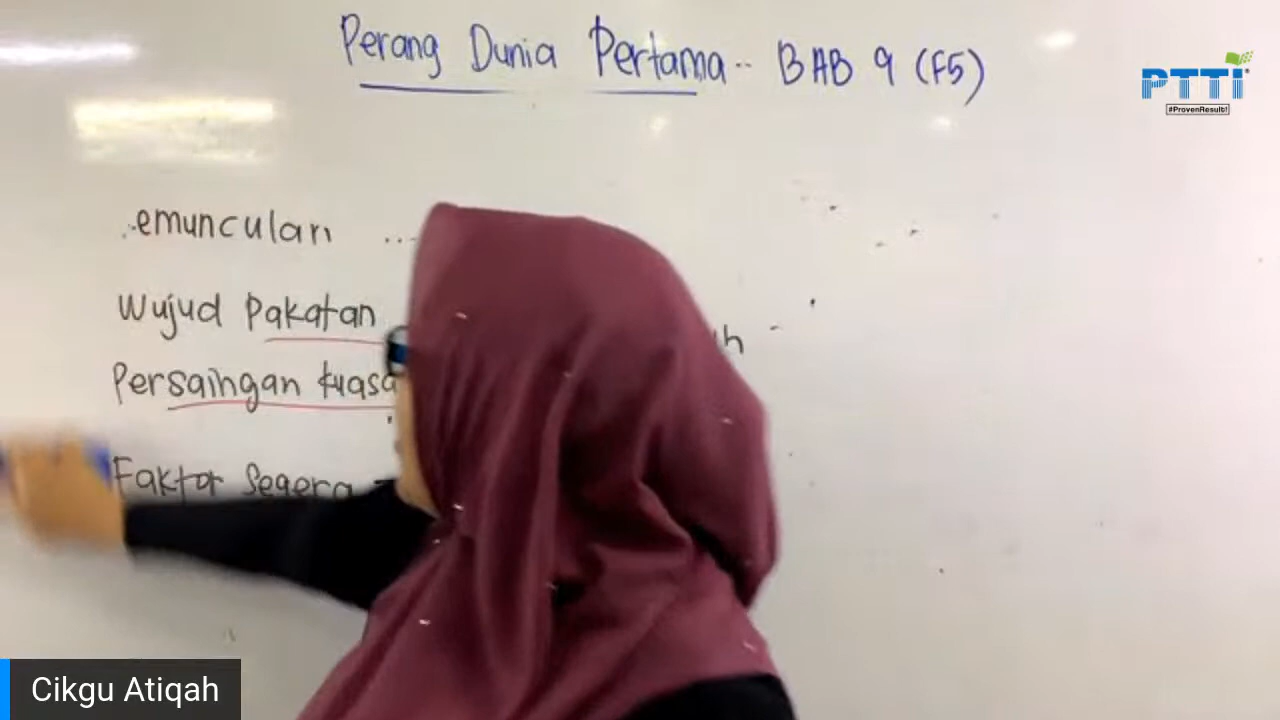 Perang Dunia Pertama.. BAB 9 (F5)
PTTI
#ProvenResult!
emunculan ...
Wujud Pakatan
Persaingan kuasa
Faktor Segera
Cikgu Atiqah